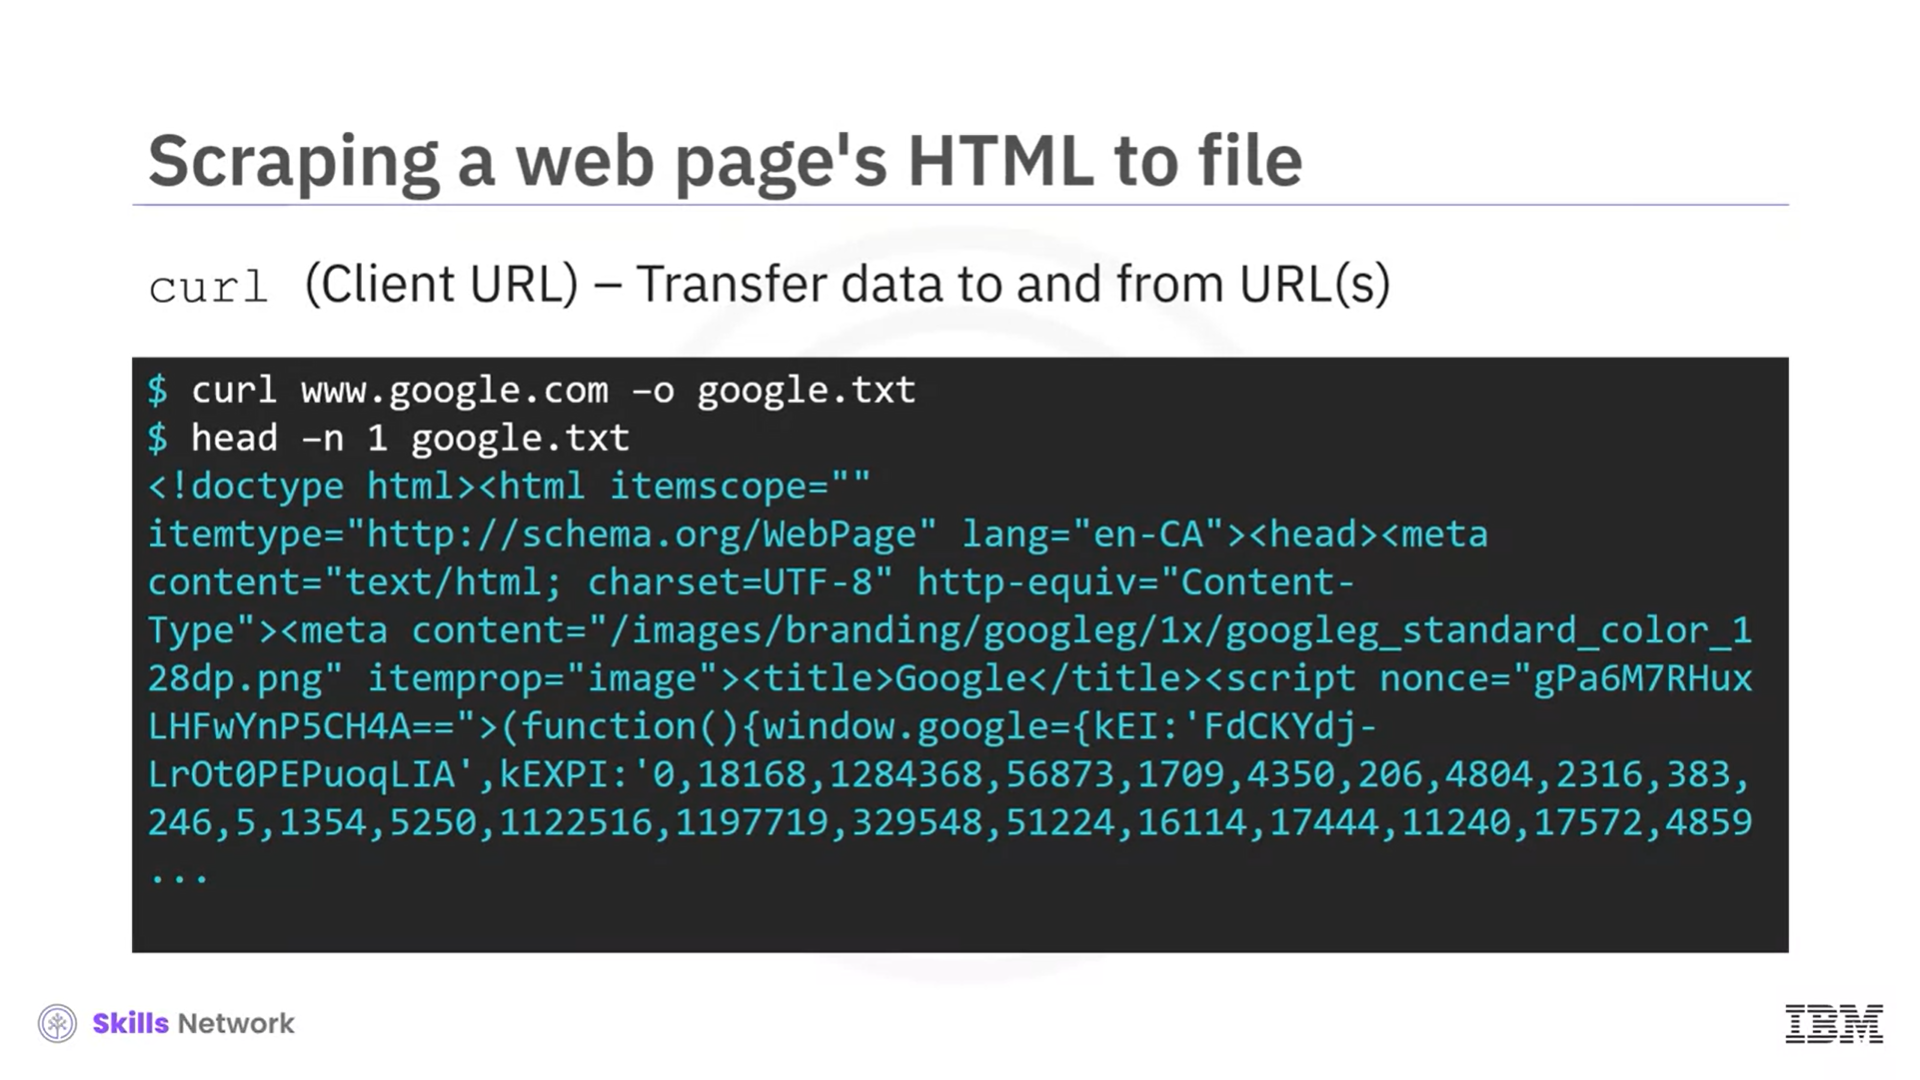 Scraping a web page's HTML to file
curl (Client URL) – Transfer data to and from URL(s)
$ curl www.google.com –o google.txt
$ head –n 1 google.txt
<!doctype html><html itemscope=""
itemtype="http://schema.org/WebPage" lang="en-CA"><head><meta
content="text/html; charset=UTF-8" http-equiv="Content-
Type"><meta content="/images/branding/googleg/1x/googleg_standard_color_1
28dp.png" itemprop="image"><title>Google</title><script nonce="gPa6M7RHux
LHFwYnP5CH4A==">(function(){window.google={kEI:'FdCKYdj-
LrOt0PEPuoqLIA',kEXPI:'0,18168,1284368,56873,1709,4350,206,4804,2316,383,
246,5,1354,5250,1122516,1197719,329548,51224,16114,17444,11240,17572,4859
...
Skills Network
IBM